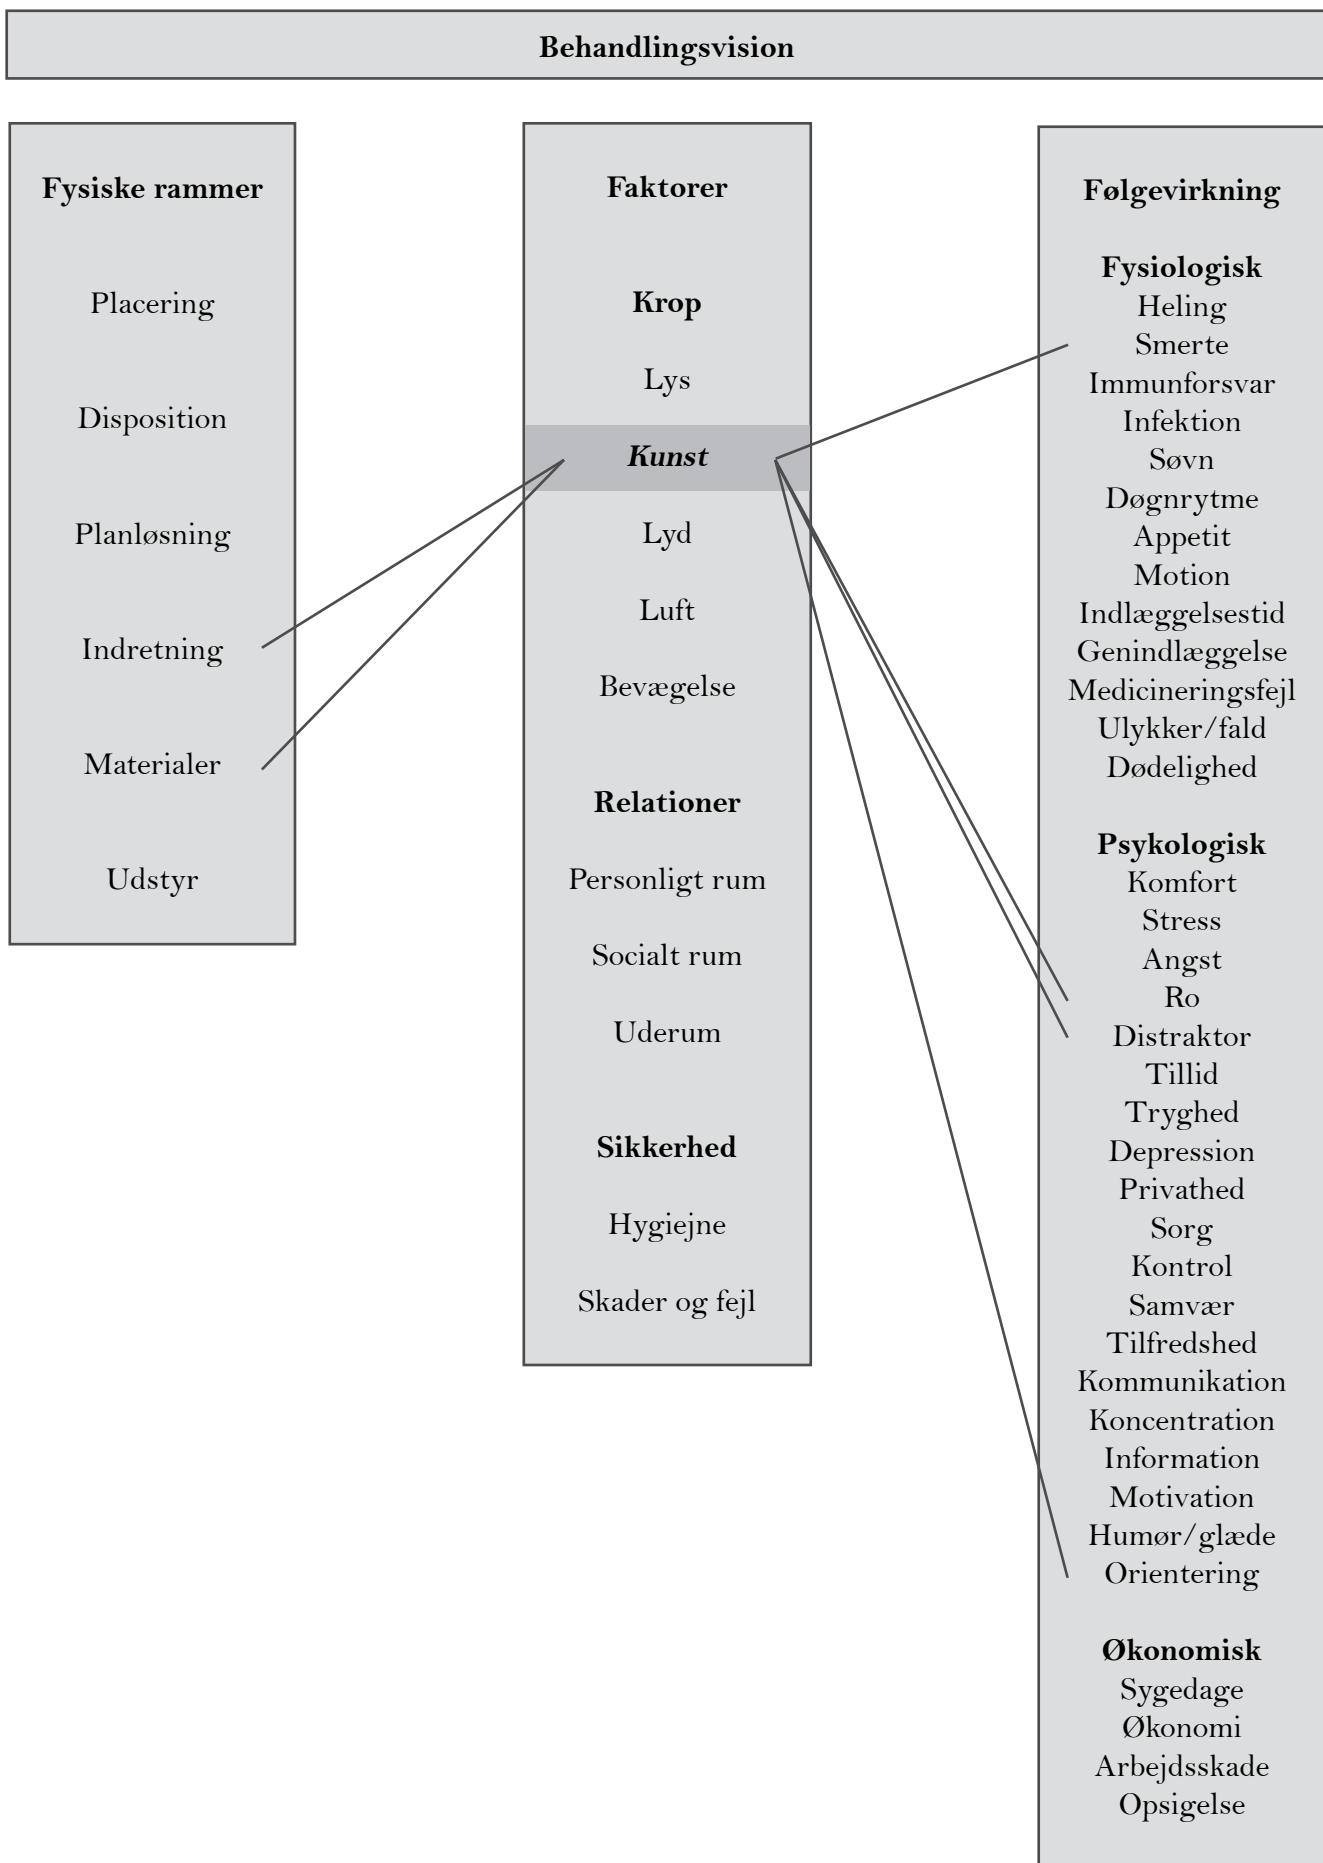 Behandlingsvision
Fysiske rammer
Placering
Disposition
Planløsning
Indretning
Materialer
Udstyr
Faktorer
Krop
Lys
Kunst
Lyd
Luft
Bevægelse
Relationer
Personligt rum
Socialt rum
Uderum
Sikkerhed
Hygiejne
Skader og fejl
Følgevirkning
Fysiologisk
Heling
Smerte
Immunforsvar
Infektion
Søvn
Døgnrytme
Appetit
Motion
Indlæggelsestid
Genindlæggelse
Medicineringsfejl
Ulykker/fald
Dødelighed
Psykologisk
Komfort
Stress
Angst
Ro
Distraktor
Tillid
Tryghed
Depression
Privathed
Sorg
Kontrol
Samvær
Tilfredshed
Kommunikation
Koncentration
Information
Motivation
Humør/glæde
Orientering
Økonomisk
Sygedage
Økonomi
Arbejdsskade
Opsigelse